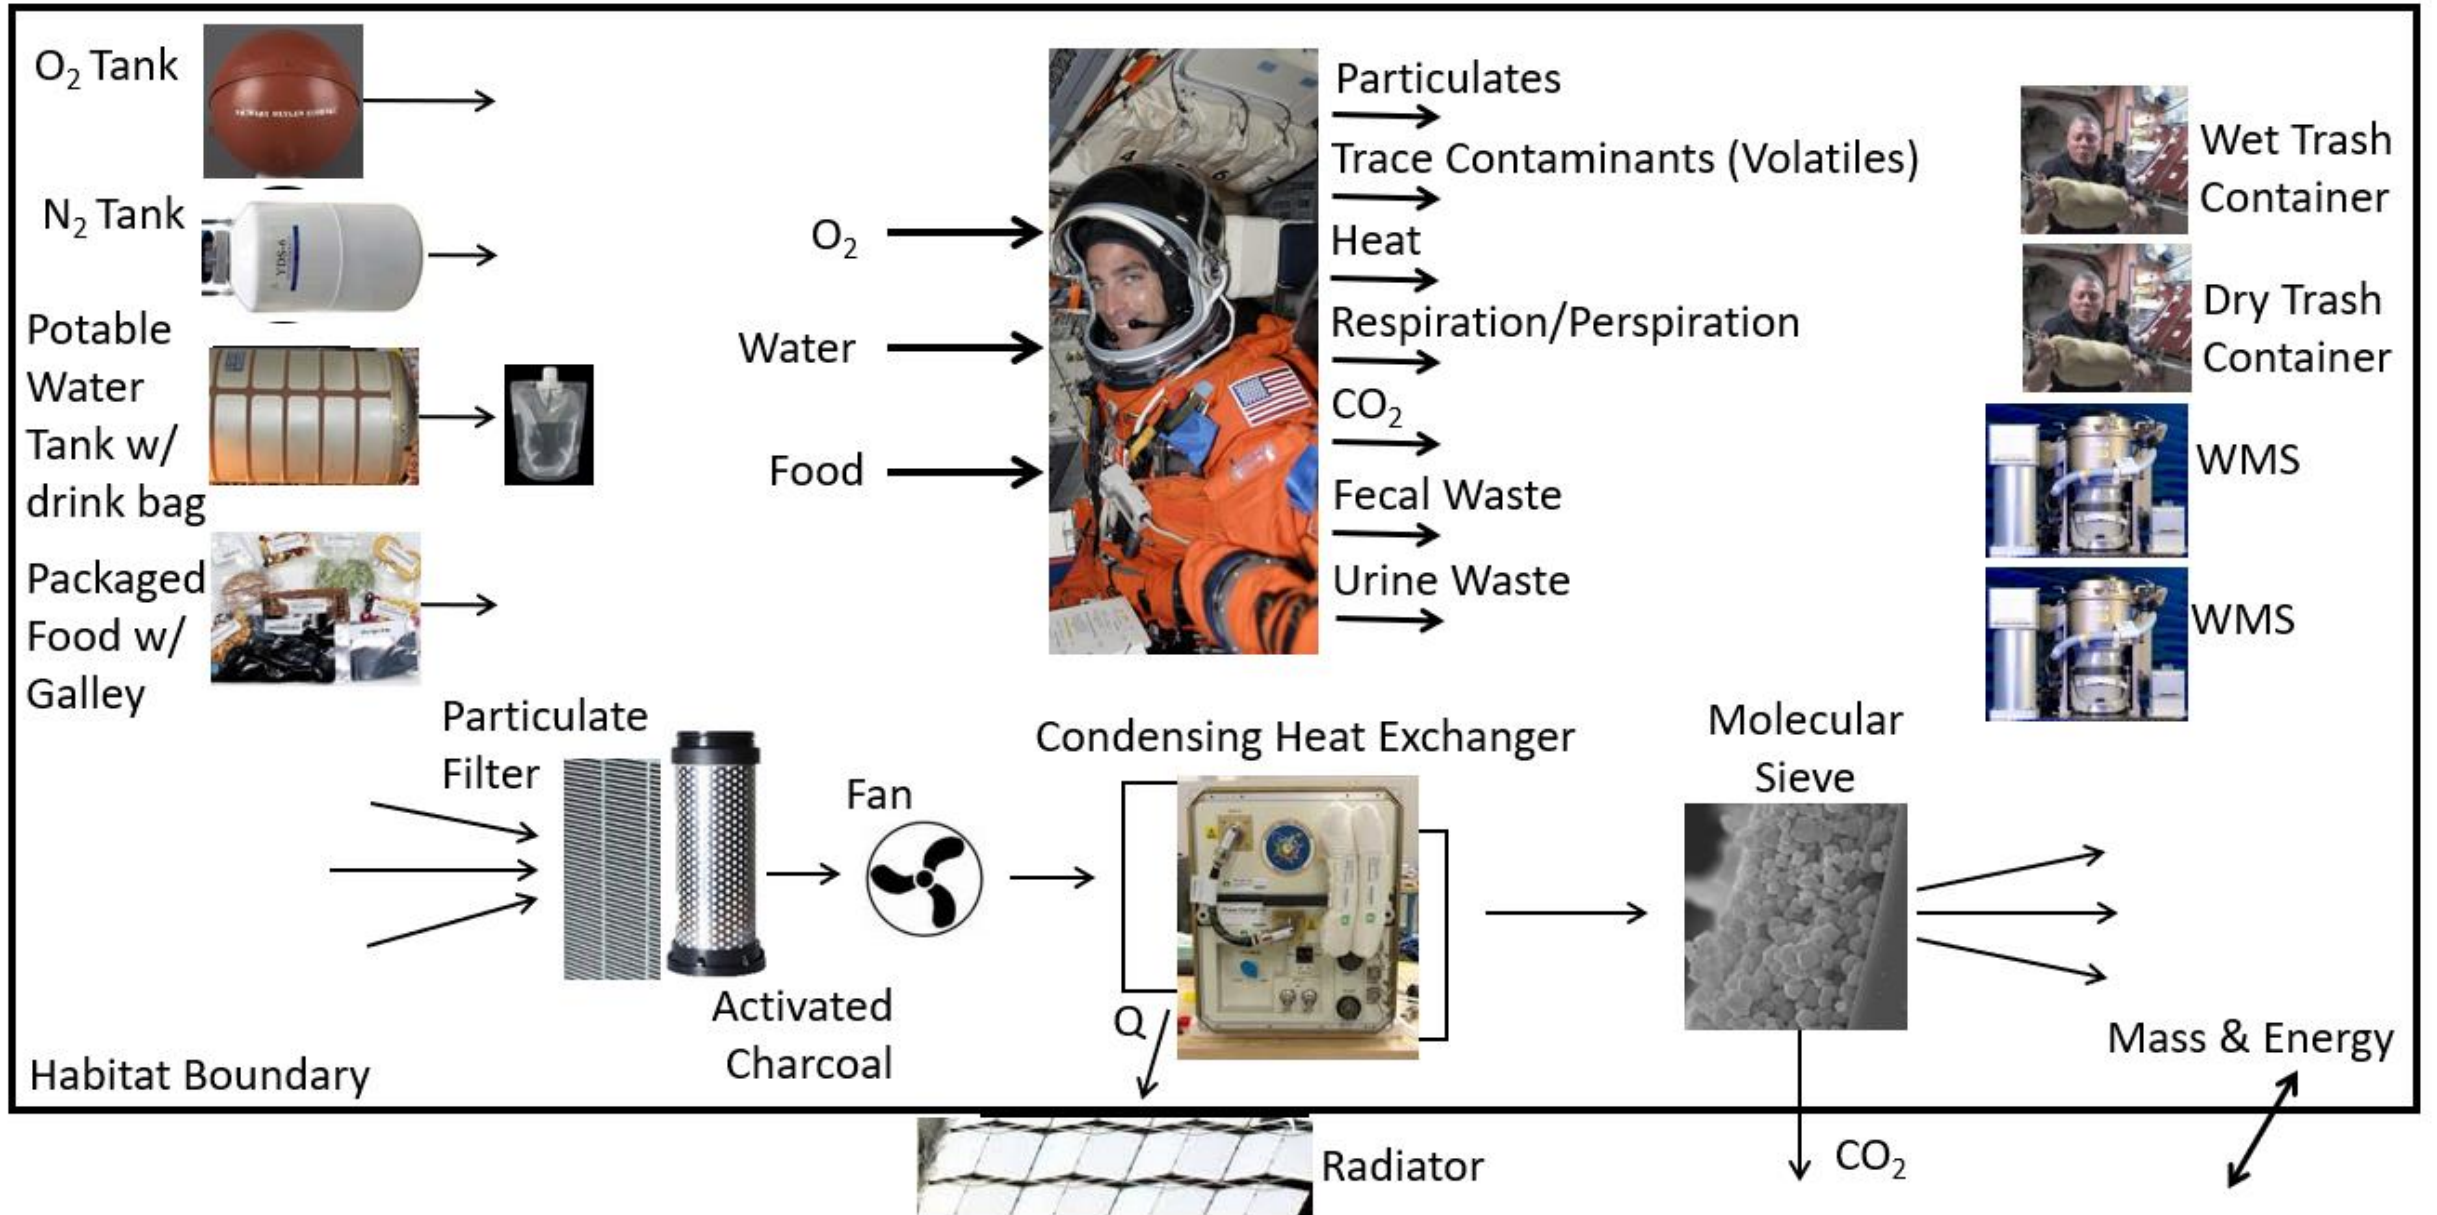 O₂ Tank
N₂ Tank
Potable
Water
Tank w/
drink bag
Packaged
Food w/
Galley
YDS-6
O₂
Water
Food
Particulates
Trace Contaminants (Volatiles)
Heat
Respiration/Perspiration
CO₂
Fecal Waste
Urine Waste
Wet Trash
Container
Dry Trash
Container
WMS
WMS
Particulate
Filter
Activated
Charcoal
Fan
Condensing Heat Exchanger
Q
Molecular
Sieve
Mass & Energy
Habitat Boundary
Radiator
CO₂